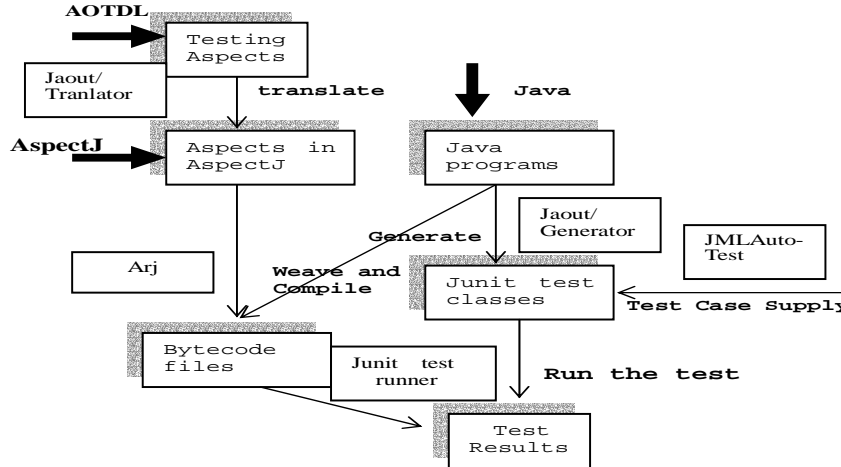 AOTDL
Testing
Aspects
Jaout/
Tranlator
translate
Java
AspectJ
Aspects in
AspectJ
Java
programs
Jaout/
Generator
JMLAuto-
Test
Generate
Arj
Weave and
Compile
Junit test
classes
Test Case Supply
Bytecode
files
Junit test
runner
Run the test
Test
Results